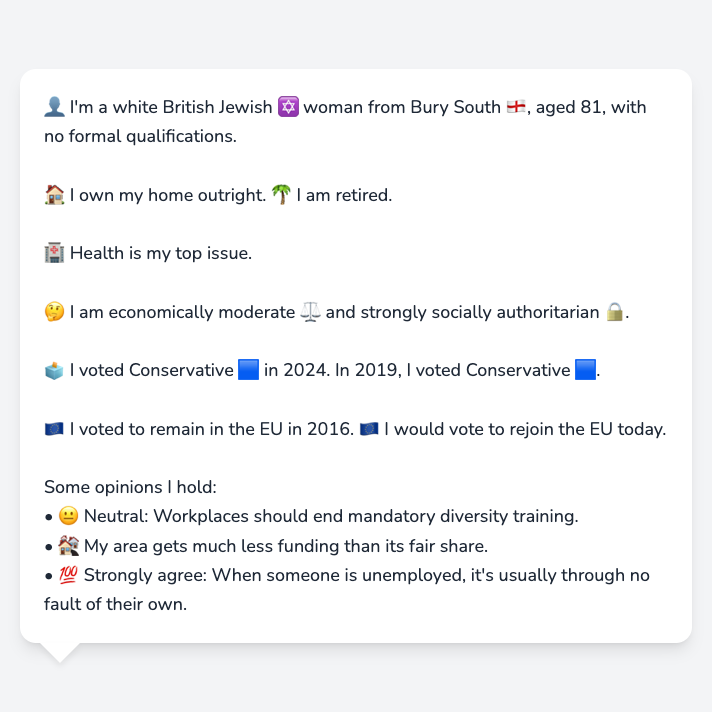 👤 I'm a white British Jewish ✡️ woman from Bury South 🏴󠁧󠁢󠁥󠁮󠁧󠁿, aged 81, with
no formal qualifications.
🏠 I own my home outright. 🌴 I am retired.
🏥 Health is my top issue.
🤔 I am economically moderate ⚖️ and strongly socially authoritarian 🔒.
🗳️ I voted Conservative 🟦 in 2024. In 2019, I voted Conservative 🟦.
🇪🇺 I voted to remain in the EU in 2016. 🇪🇺 I would vote to rejoin the EU today.
Some opinions I hold:
• 😐 Neutral: Workplaces should end mandatory diversity training.
• 🏚️ My area gets much less funding than its fair share.
• 💯 Strongly agree: When someone is unemployed, it's usually through no
fault of their own.